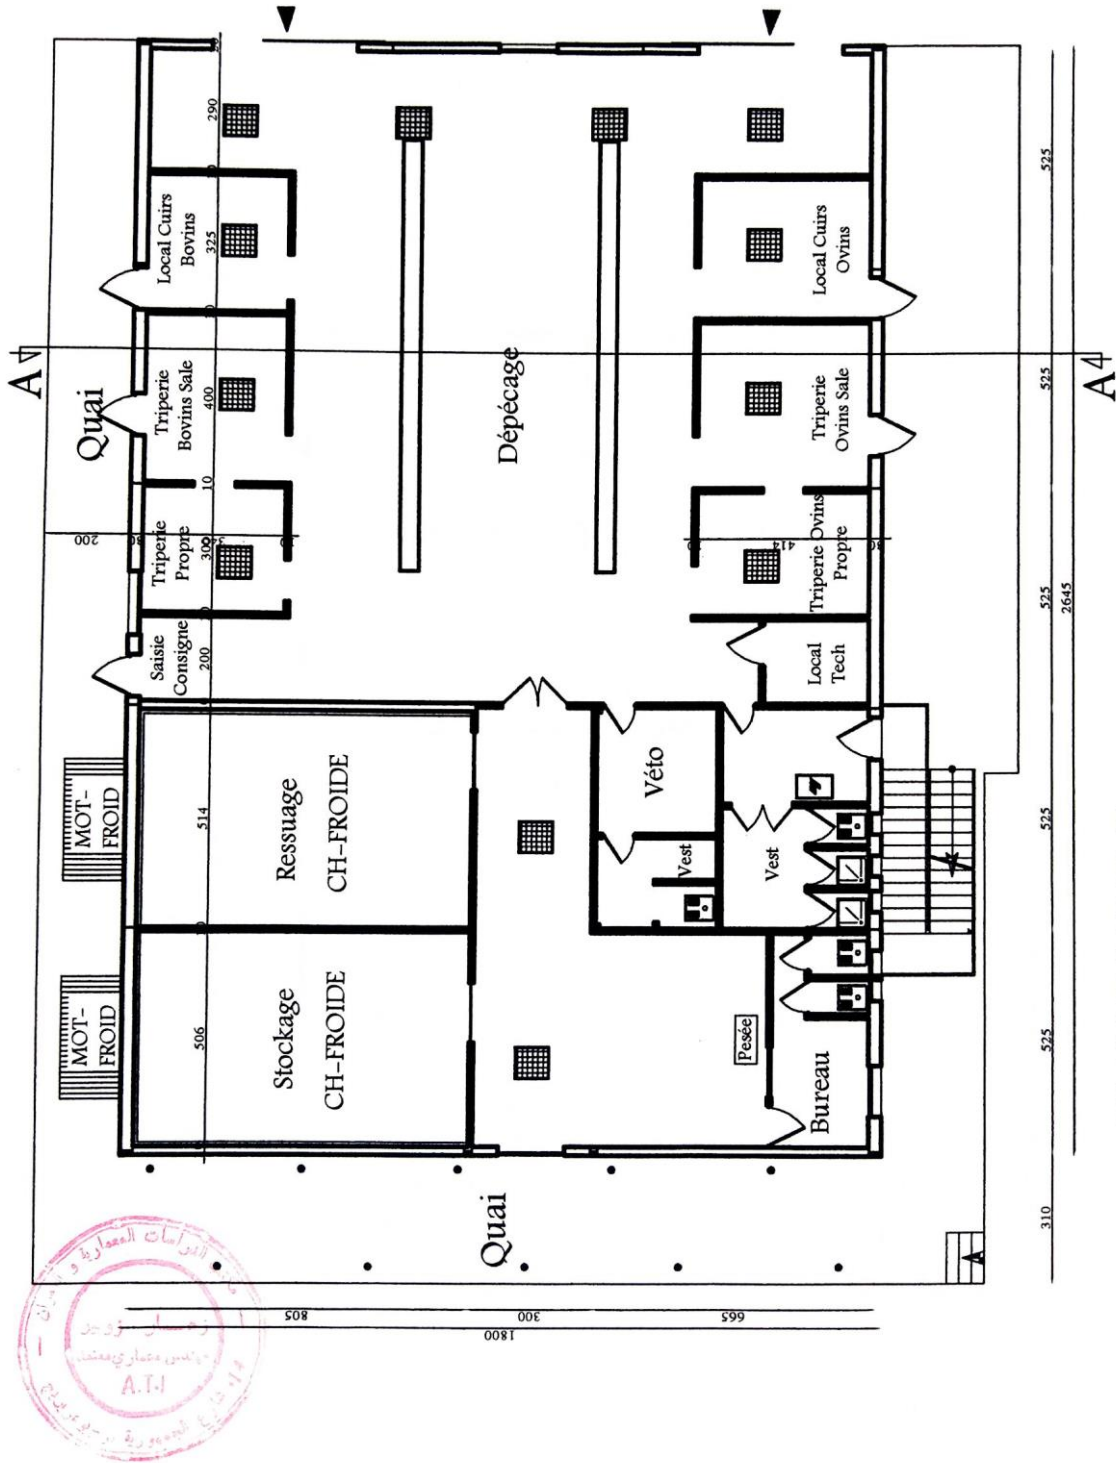 290
Local Cuirs
Bovins
325
Local Cuirs
Ovins
525
A
Quai
Triperie
Bovins Sale
400
Dépécage
Triperie
Ovins Sale
525
A
10
200
Triperie
Propre
300
Triperie Ovins
Propre
414
525
2645
Saisie
Consigne
200
Local
Tech
MOT-
FROID
514
Ressuage
CH-FROIDE
Véto
Vest
Vest
525
MOT-
FROID
506
Stockage
CH-FROIDE
Pesée
Bureau
525
Quai
310
805
300
665
1800
زهار زوبير
A.T.I